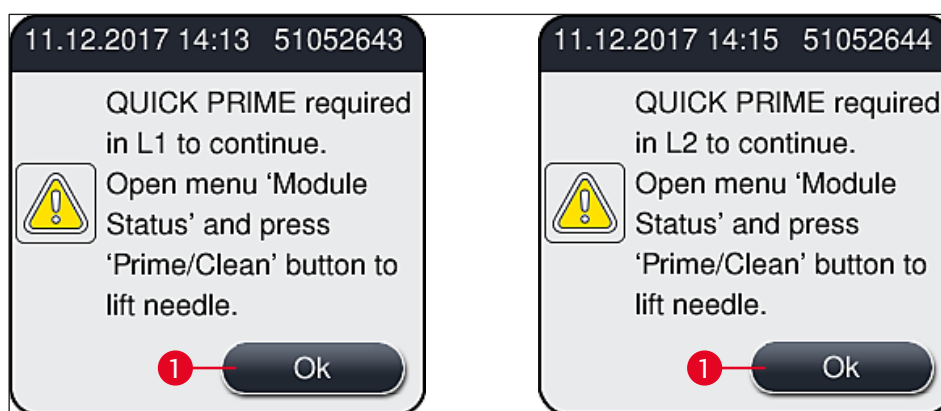 11.12.2017 14:13 51052643
QUICK PRIME required
in L1 to continue.
Open menu ‘Module
Status’ and press
‘Prime/Clean’ button to
lift needle.
1
Ok
11.12.2017 14:15 51052644
QUICK PRIME required
in L2 to continue.
Open menu ‘Module
Status’ and press
‘Prime/Clean’ button to
lift needle.
1
Ok